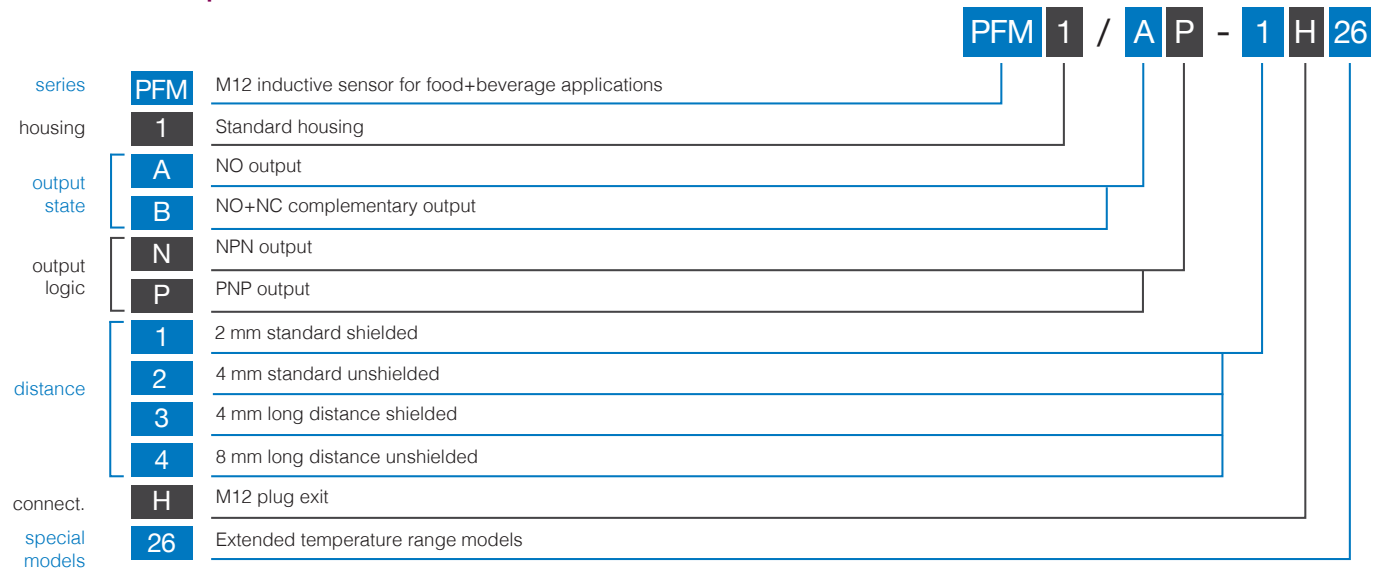 PFM 1 / A P - 1 H 26
series PFM M12 inductive sensor for food+beverage applications
housing 1 Standard housing
output state
A NO output
B NO+NC complementary output
output logic
N NPN output
P PNP output
distance
1 2 mm standard shielded
2 4 mm standard unshielded
3 4 mm long distance shielded
4 8 mm long distance unshielded
connect. H M12 plug exit
special models
26 Extended temperature range models